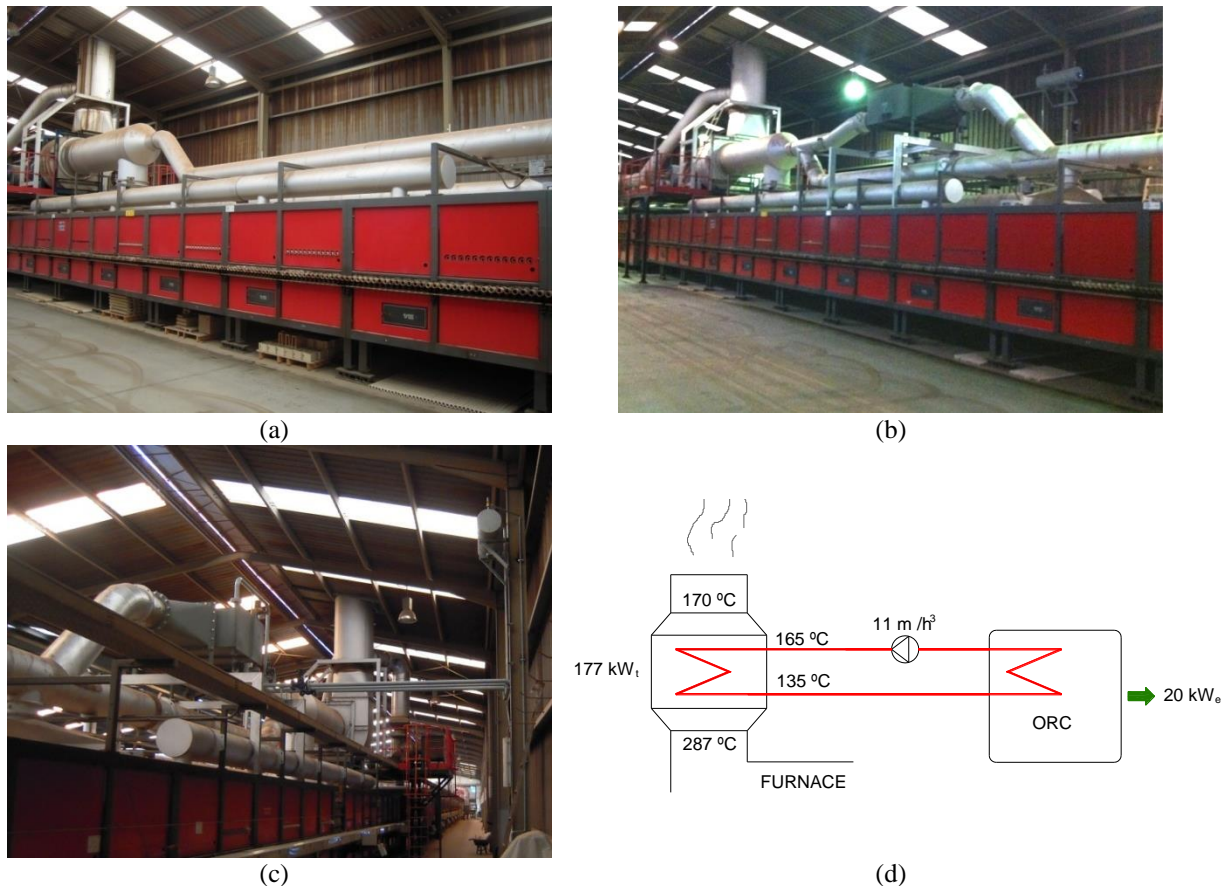 (a)
(b)
(c)
170 ºC
11 m /h³
165 ºC
177 kWₜ
135 ºC
20 kWₑ
ORC
287 ºC
FURNACE
(d)